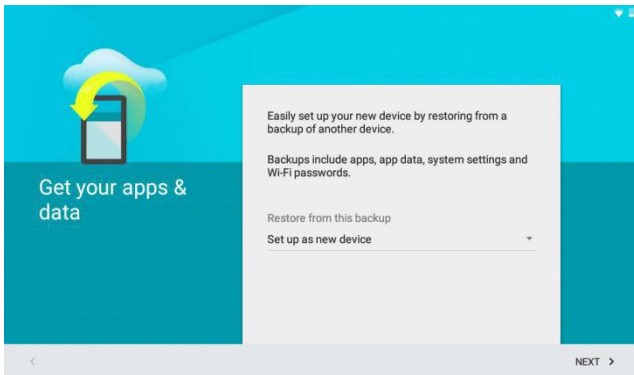 Get your apps &
data
Easily set up your new device by restoring from a
backup of another device.
Backups include apps, app data, system settings and
Wi-Fi passwords.
Restore from this backup
Set up as new device
NEXT